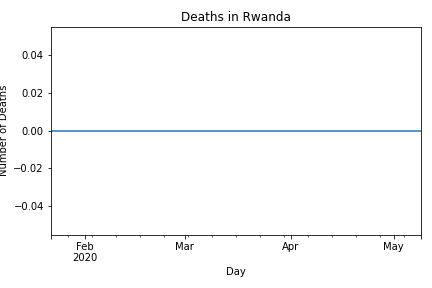 Deaths in Rwanda
Number of Deaths
0.04
0.02
0.00
−0.02
−0.04
Feb
2020
Mar
Apr
May
Day